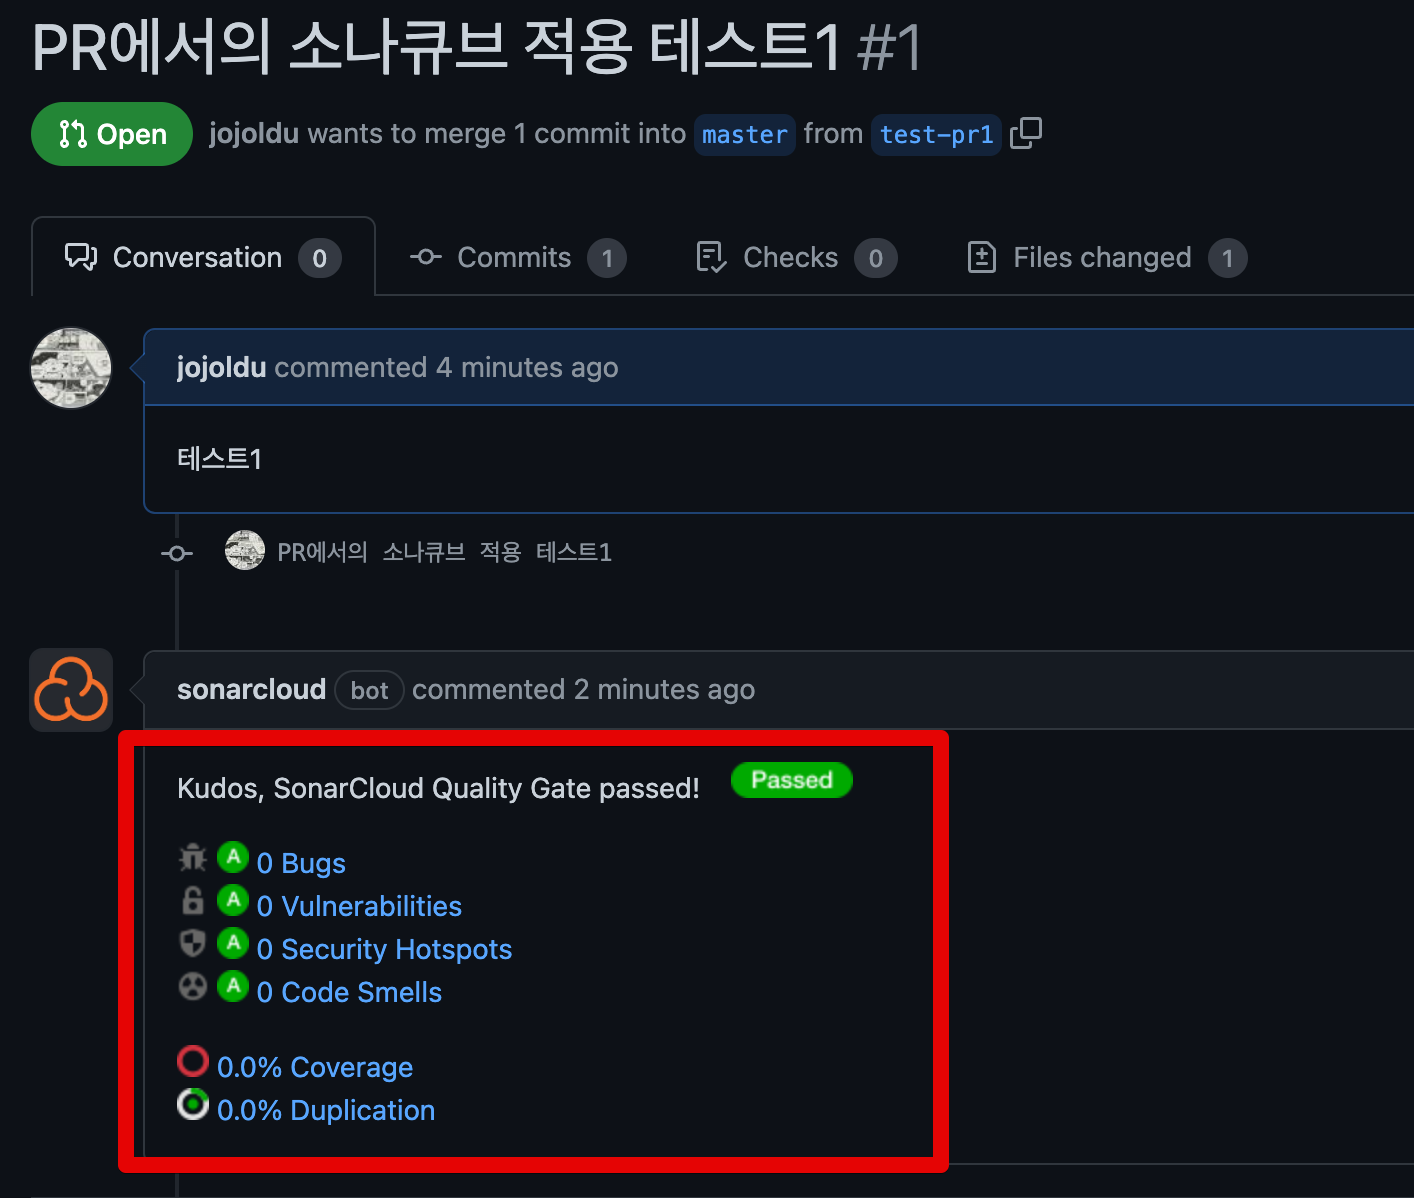 PR에서의 소나큐브 적용 테스트1 #1
Open jojoldu wants to merge 1 commit into master from test-pr1
Conversation 0 Commits 1 Checks 0 Files changed 1
jojoldu commented 4 minutes ago
테스트1
PR에서의 소나큐브 적용 테스트1
sonarcloud bot commented 2 minutes ago
Kudos, SonarCloud Quality Gate passed! Passed
A 0 Bugs
A 0 Vulnerabilities
A 0 Security Hotspots
A 0 Code Smells
0.0% Coverage
0.0% Duplication